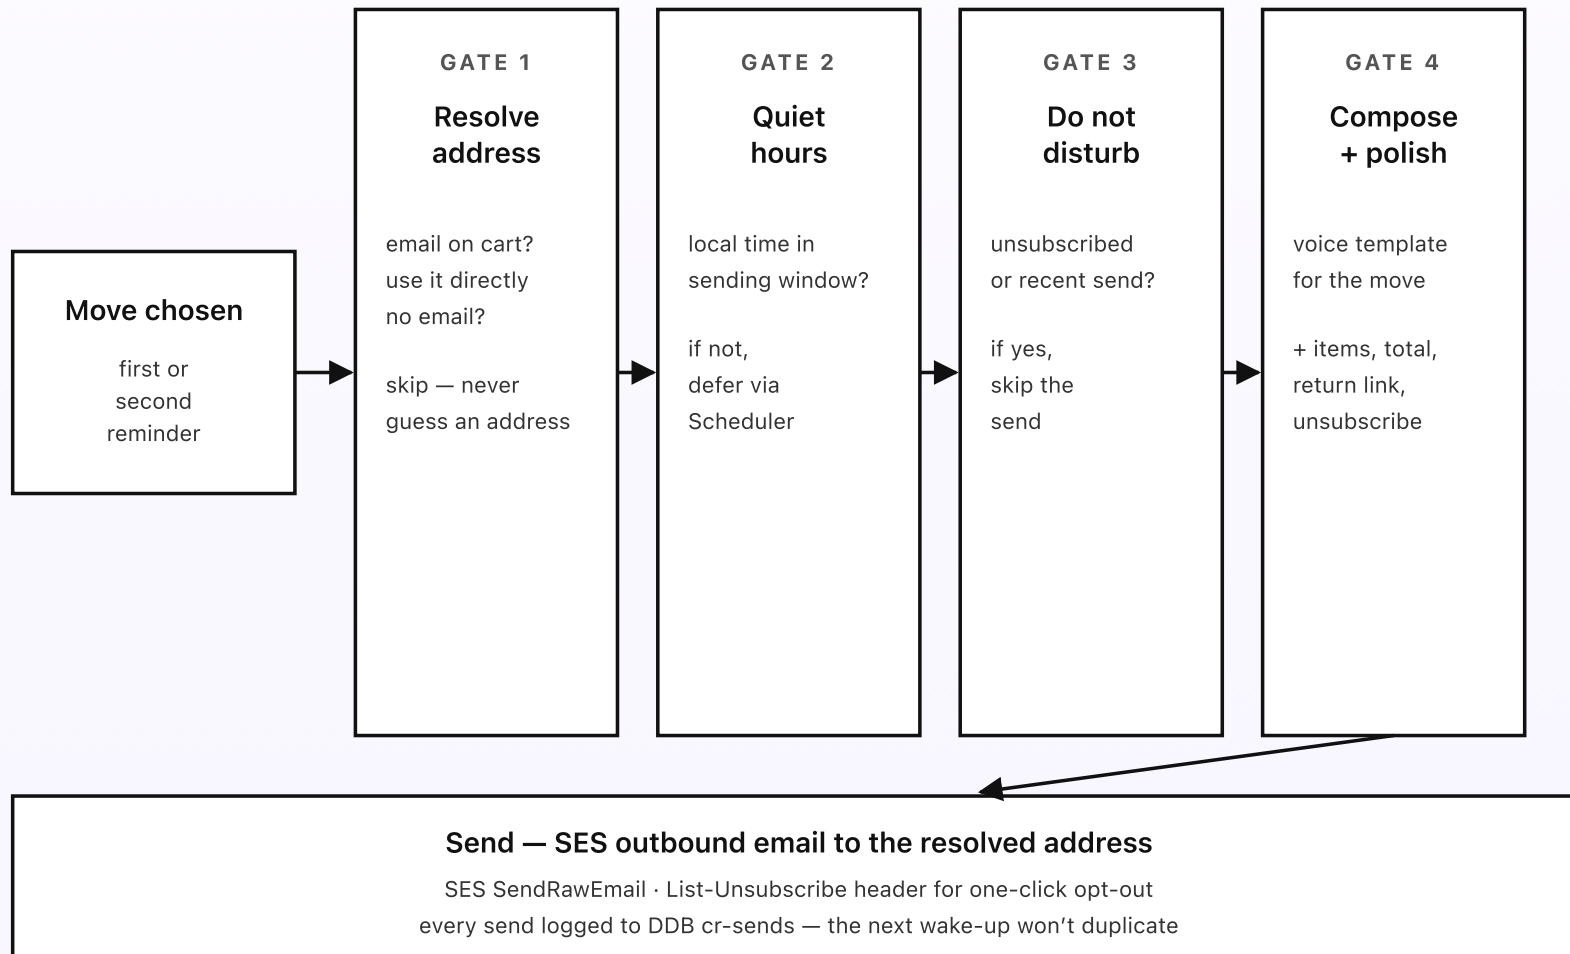 Move chosen
first or
second
reminder
GATE 1
Resolve
address
email on cart?
use it directly
no email?
skip — never
guess an address
GATE 2
Quiet
hours
local time in
sending window?
if not,
defer via
Scheduler
GATE 3
Do not
disturb
unsubscribed
or recent send?
if yes,
skip the
send
GATE 4
Compose
+ polish
voice template
for the move
+ items, total,
return link,
unsubscribe
Send — SES outbound email to the resolved address
SES SendRawEmail · List-Unsubscribe header for one-click opt-out
every send logged to DDB cr-sends — the next wake-up won’t duplicate